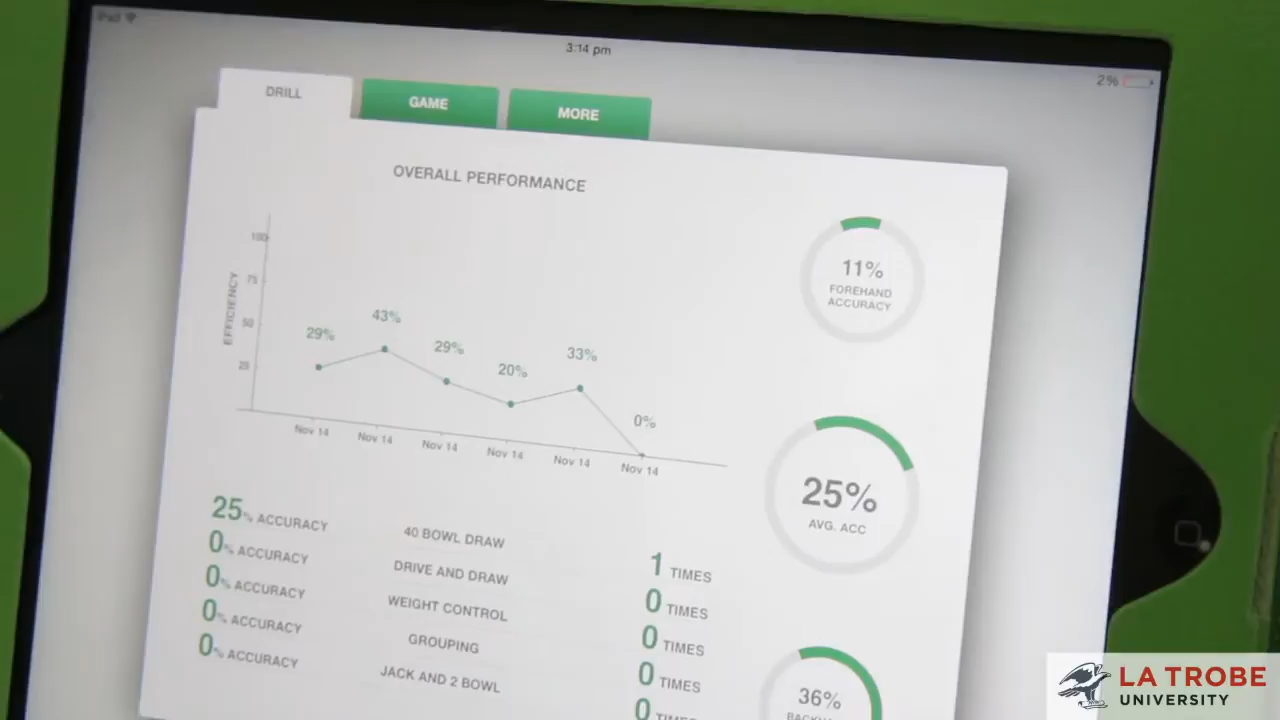 iPad
3:14 pm
2%
DRILL
GAME
MORE
OVERALL PERFORMANCE
EFFICIENCY
100
75
50
25
29%
43%
29%
20%
33%
0%
Nov 14
Nov 14
Nov 14
Nov 14
Nov 14
Nov 14
11%
FOREHAND
ACCURACY
25%
AVG. ACC
36%
25% ACCURACY 40 BOWL DRAW 1 TIMES
0% ACCURACY DRIVE AND DRAW 0 TIMES
0% ACCURACY WEIGHT CONTROL 0 TIMES
0% ACCURACY GROUPING 0 TIMES
0% ACCURACY JACK AND 2 BOWL 0 TIMES
LA TROBE
UNIVERSITY